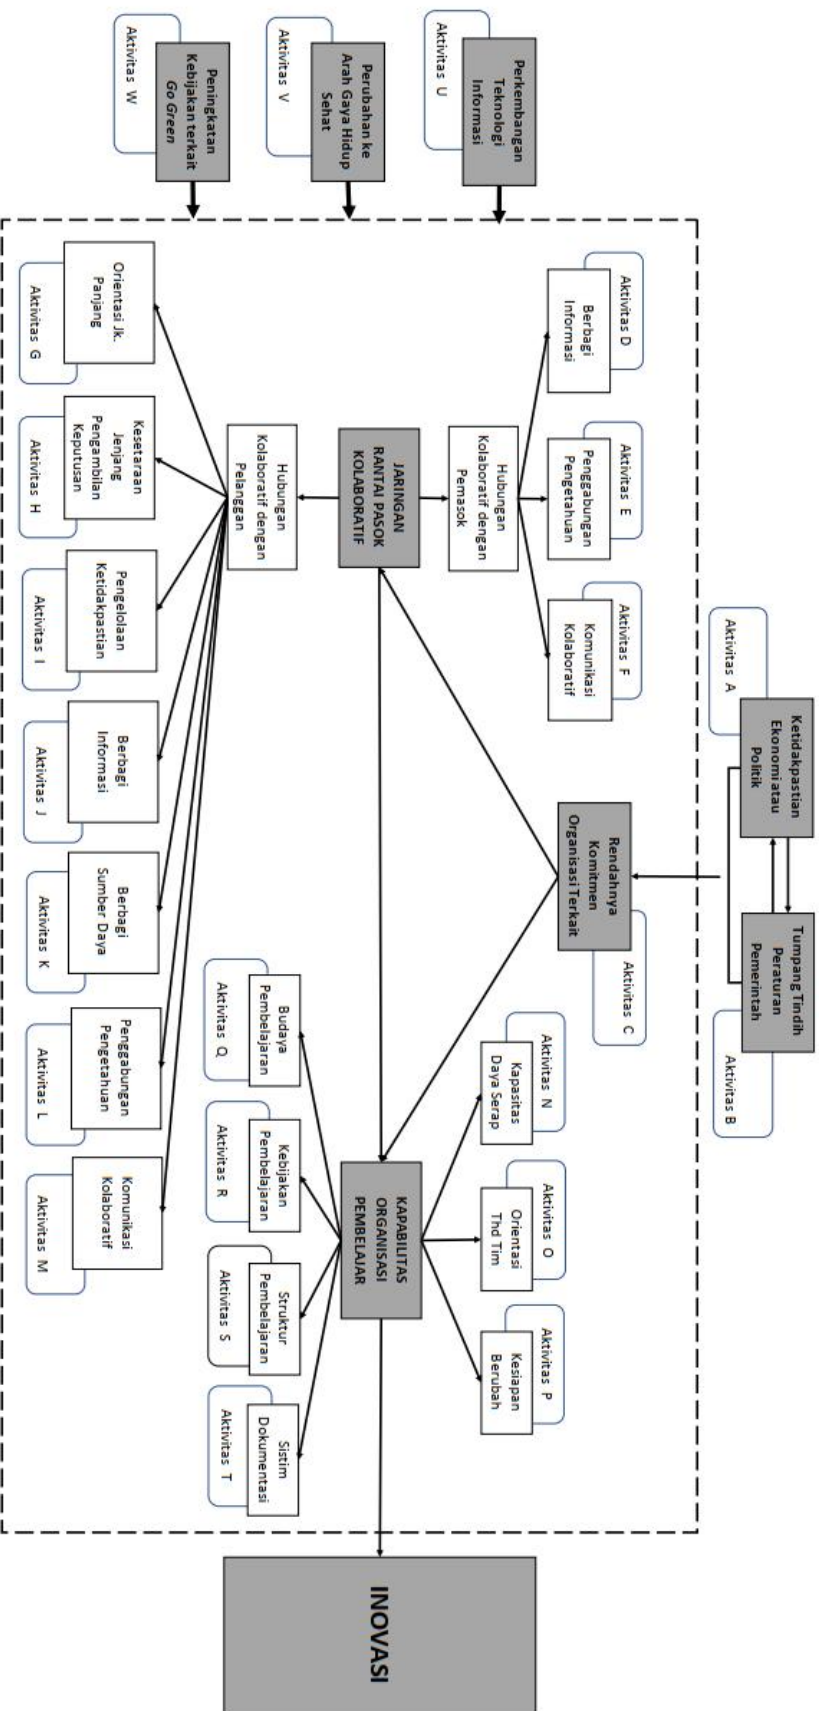 Ketidakpastian
Ekonomi atau
Politik
Aktivitas A
Tumpang Tindih
Peraturan
Pemerintah
Aktivitas B
Rendahnya
Komitmen
Organisasi Terkait
Aktivitas C
Perkembangan
Teknologi
Informasi
Aktivitas U
Perubahan ke
Arah Gaya Hidup
Sehat
Aktivitas V
Peningkatan
Kebijakan terkait
Go Green
Aktivitas W
Aktivitas D
Berbagi
Informasi
Aktivitas E
Penggabungan
Pengetahuan
Aktivitas F
Komunikasi
Kolaboratif
Hubungan
Kolaboratif dengan
Pemasok
JARINGAN
RANTAI PASOK
KOLABORATIF
Hubungan
Kolaboratif dengan
Pelanggan
Orientasi Jk.
Panjang
Aktivitas G
Kesetaraan
Jenjang
Pengambilan
Keputusan
Aktivitas H
Pengelolaan
Ketidakpastian
Aktivitas I
Berbagi
Informasi
Aktivitas J
Berbagi
Sumber Daya
Aktivitas K
Penggabungan
Pengetahuan
Aktivitas L
Komunikasi
Kolaboratif
Aktivitas M
Aktivitas N
Kapasitas
Daya Serap
Aktivitas O
Orientasi
Thd Tim
Aktivitas P
Kesiapan
Berubah
KAPABILITAS
ORGANISASI
PEMBELAJAR
Budaya
Pembelajaran
Aktivitas Q
Kebijakan
Pembelajaran
Aktivitas R
Struktur
Pembelajaran
Aktivitas S
Sistim
Dokumentasi
Aktivitas T
INOVASI